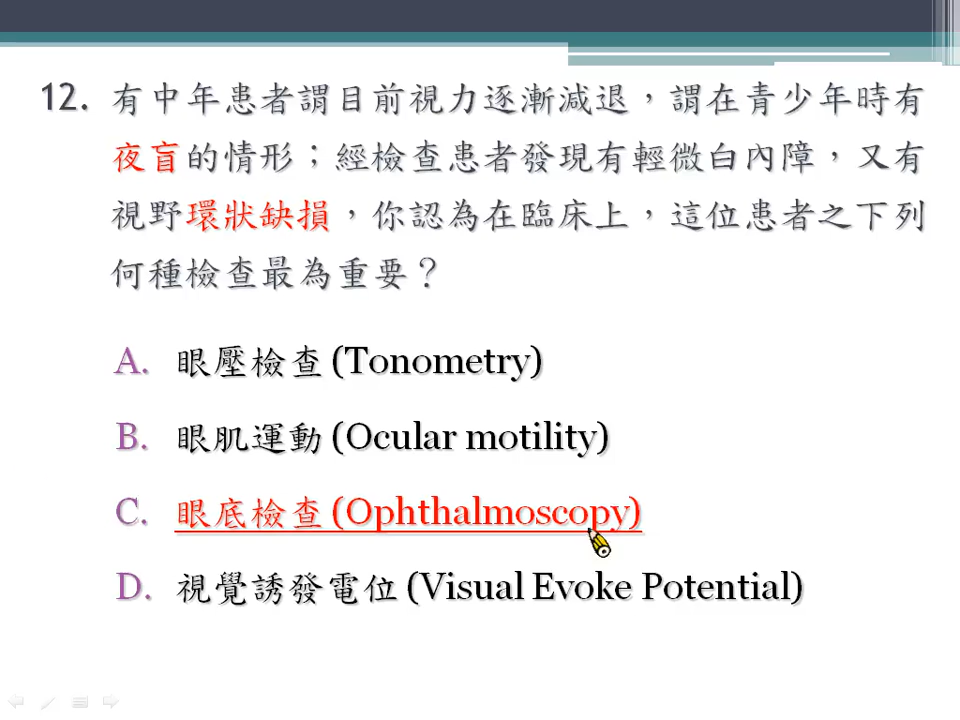 12. 有中年患者謂目前視力逐漸減退，謂在青少年時有
夜盲的情形；經檢查患者發現有輕微白內障，又有
視野環狀缺損，你認為在臨床上，這位患者之下列
何種檢查最為重要？
A. 眼壓檢查 (Tonometry)
B. 眼肌運動 (Ocular motility)
C. 眼底檢查 (Ophthalmoscopy)
D. 視覺誘發電位 (Visual Evoke Potential)